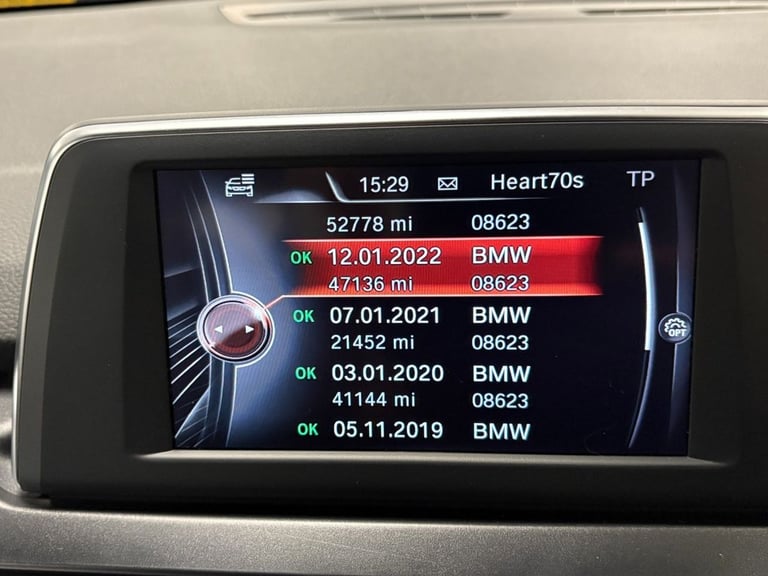 15:29 Heart70s TP
52778 mi 08623
OK 12.01.2022 BMW
47136 mi 08623
OK 07.01.2021 BMW
21452 mi 08623
OPT
OK 03.01.2020 BMW
41144 mi 08623
OK 05.11.2019 BMW